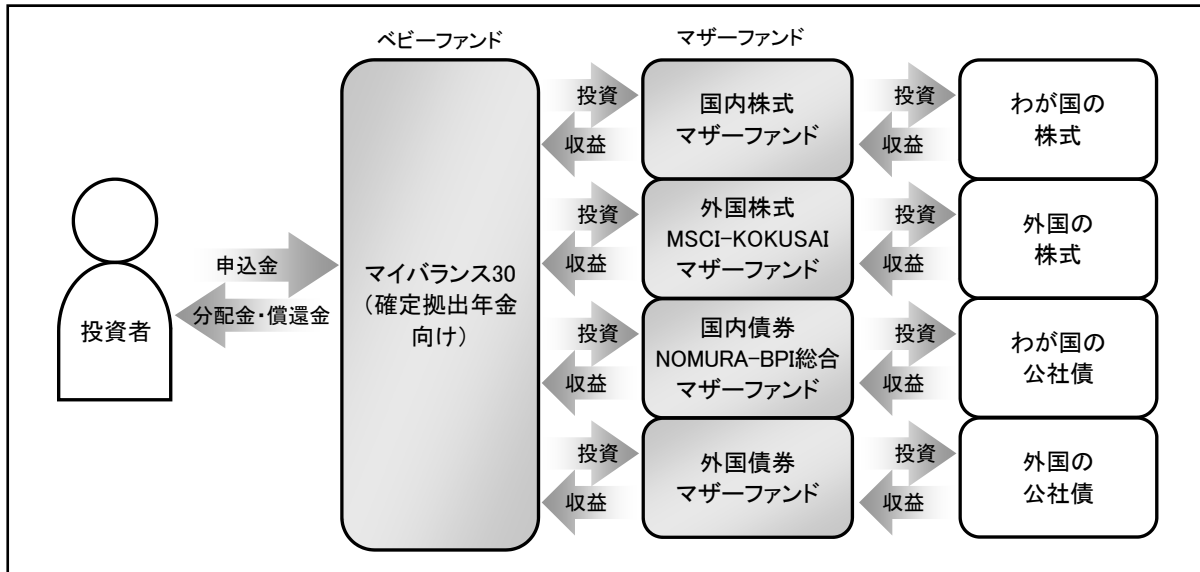 ベビーファンド
マザーファンド
投資者
申込金
分配金・償還金
マイバランス30
（確定拠出年金
向け）
投資
収益
国内株式
マザーファンド
投資
収益
わが国の
株式
投資
収益
外国株式
MSCI-KOKUSAI
マザーファンド
投資
収益
外国の
株式
投資
収益
国内債券
NOMURA-BPI総合
マザーファンド
投資
収益
わが国の
公社債
投資
収益
外国債券
マザーファンド
投資
収益
外国の
公社債